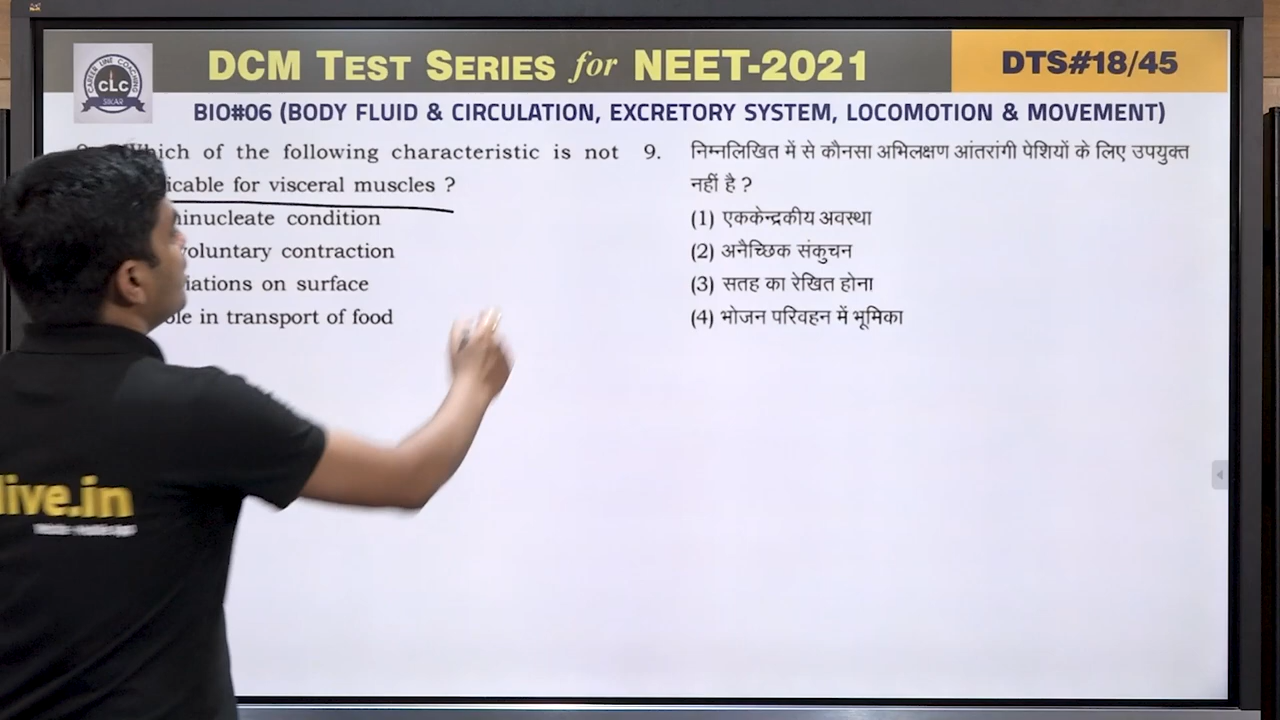 DCM TEST SERIES for NEET-2021
DTS#18/45
CAREER LINE COACHING
CLC
SIKAR
BIO#06 (BODY FLUID & CIRCULATION, EXCRETORY SYSTEM, LOCOMOTION & MOVEMENT)
Which of the following characteristic is not
icable for visceral muscles ?
inucleate condition
voluntary contraction
iations on surface
ole in transport of food
9. निम्नलिखित में से कौनसा अभिलक्षण आंतरांगी पेशियों के लिए उपयुक्त
नहीं है ?
(1) एककेन्द्रकीय अवस्था
(2) अनैच्छिक संकुचन
(3) सतह का रेखित होना
(4) भोजन परिवहन में भूमिका
live.in